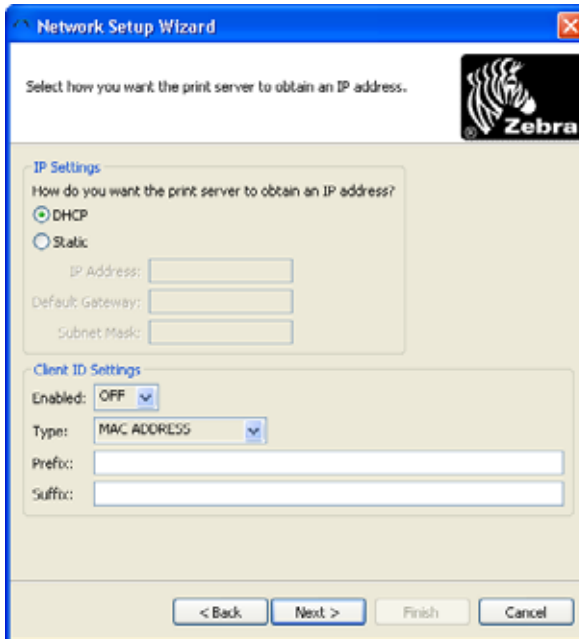 Network Setup Wizard
Select how you want the print server to obtain an IP address.
® Zebra
IP Settings
How do you want the print server to obtain an IP address?
DHCP
Static
IP Address:
Default Gateway:
Subnet Mask:
Client ID Settings
Enabled: OFF
Type: MAC ADDRESS
Prefix:
Suffix:
< Back Next > Finish Cancel